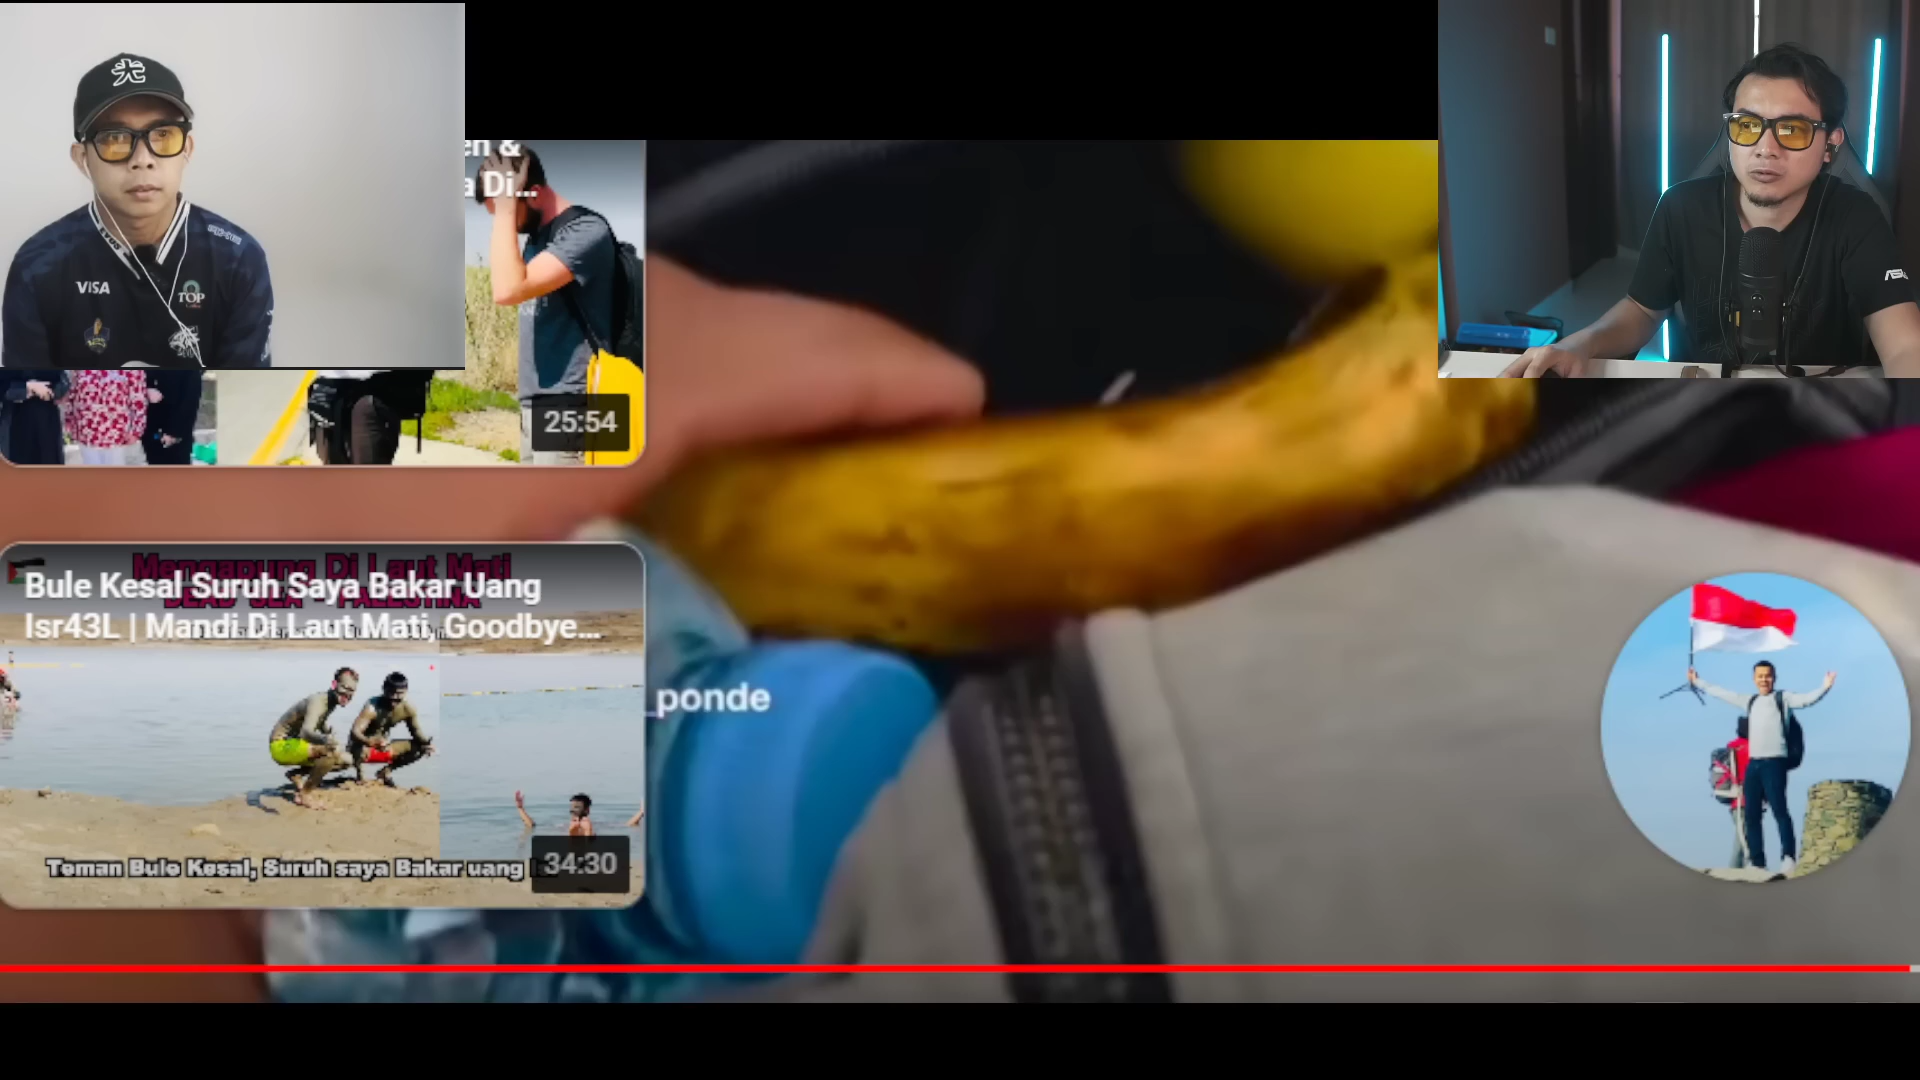 VISA
TOP
en &
a Di...
25:54
Mengapung Di Laut Mati
Bule Kesal Suruh Saya Bakar Uang
Isr43L | Mandi Di Laut Mati, Goodbye...
_ponde
Teman Bule Kesal, Suruh saya Bakar uang
34:30